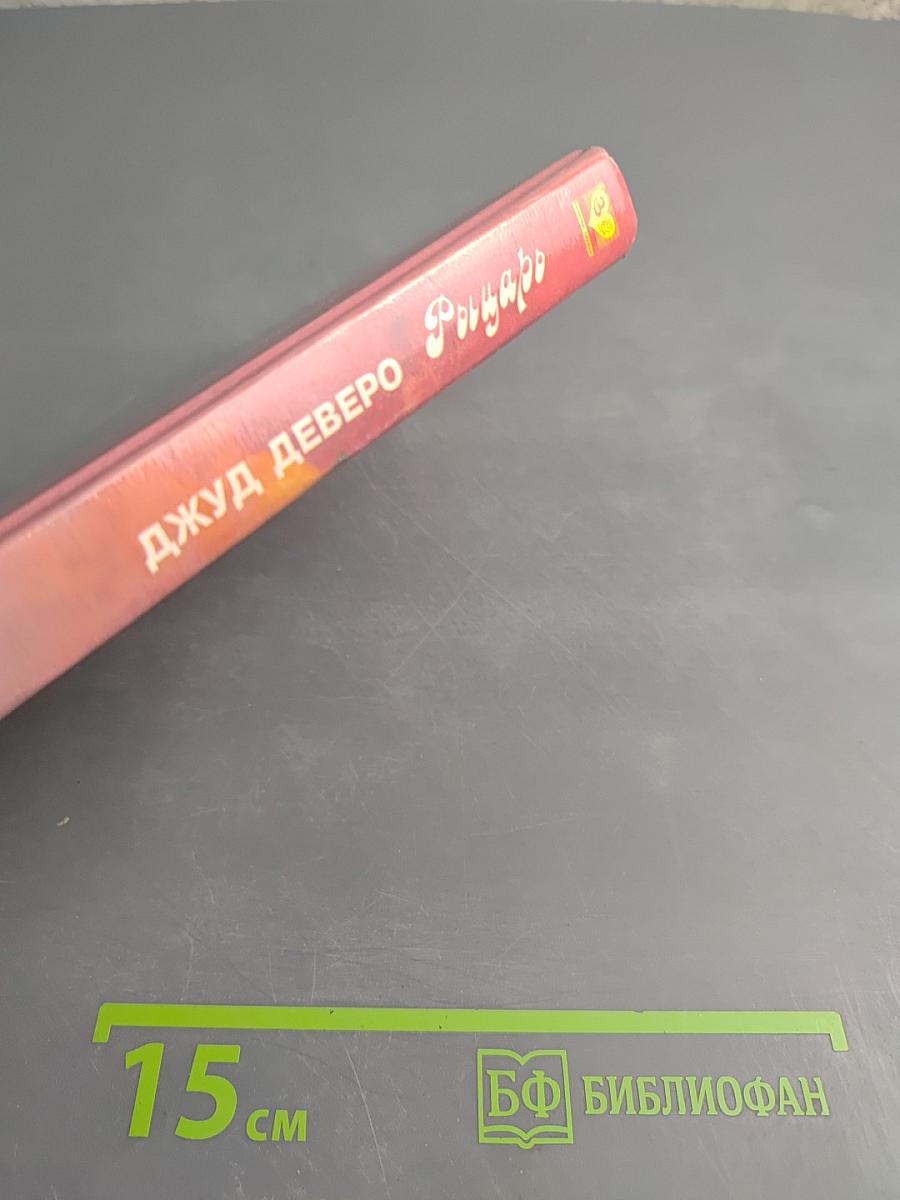 ДЖУД ДЕВЕРО Рыцарь
15 см
БФ БИБЛИОФАН